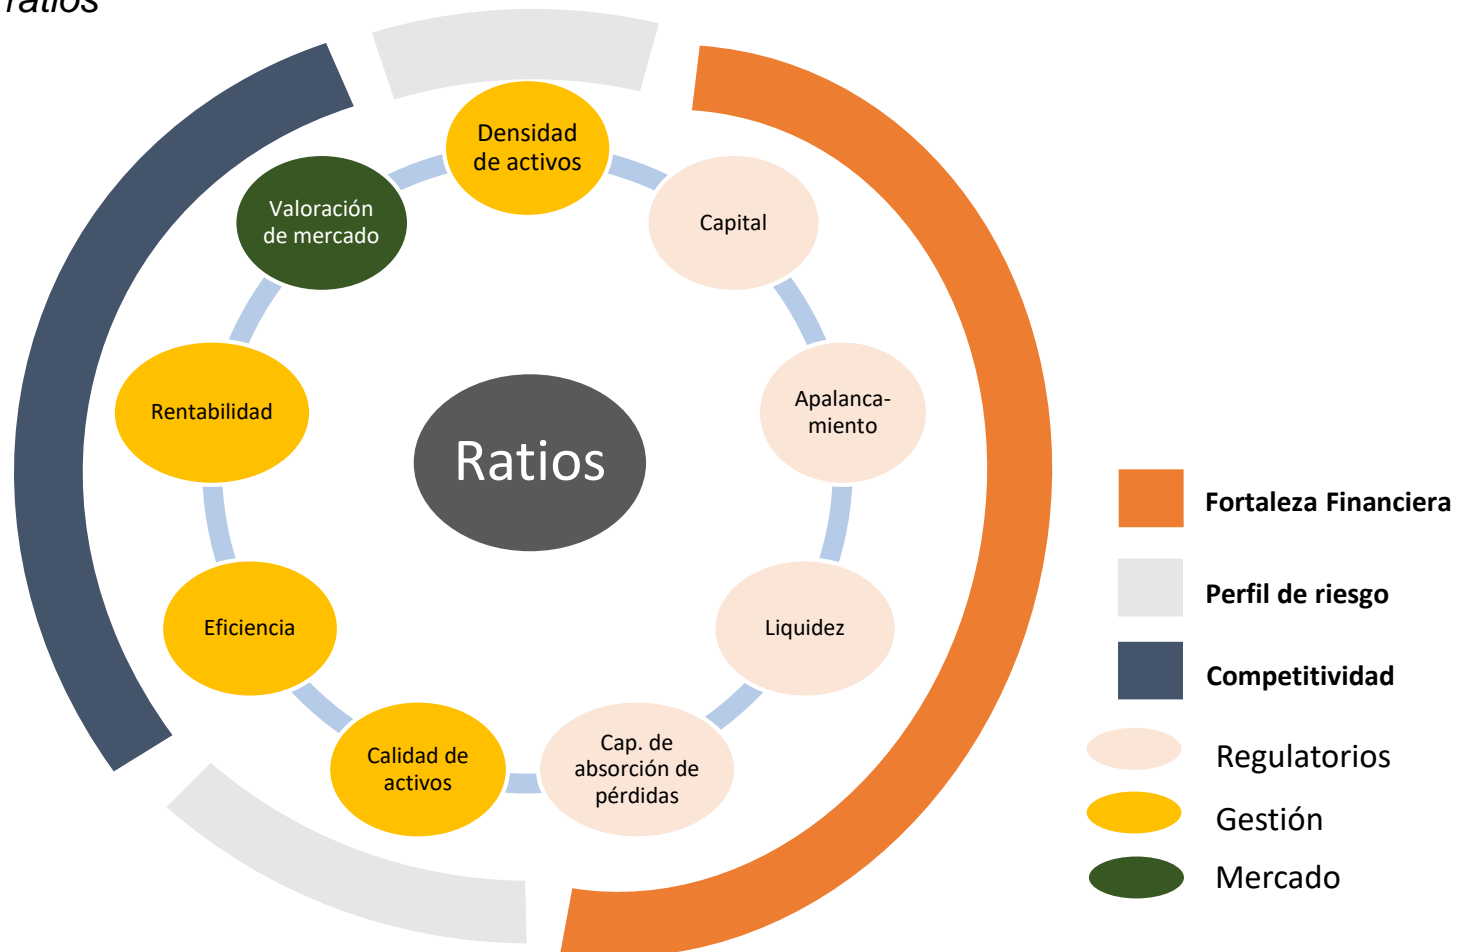 ratios
Densidad
de activos
Capital
Apalanca-
miento
Liquidez
Cap. de
absorción de
pérdidas
Calidad de
activos
Eficiencia
Rentabilidad
Valoración
de mercado
Ratios
Fortaleza Financiera
Perfil de riesgo
Competitividad
Regulatorios
Gestión
Mercado